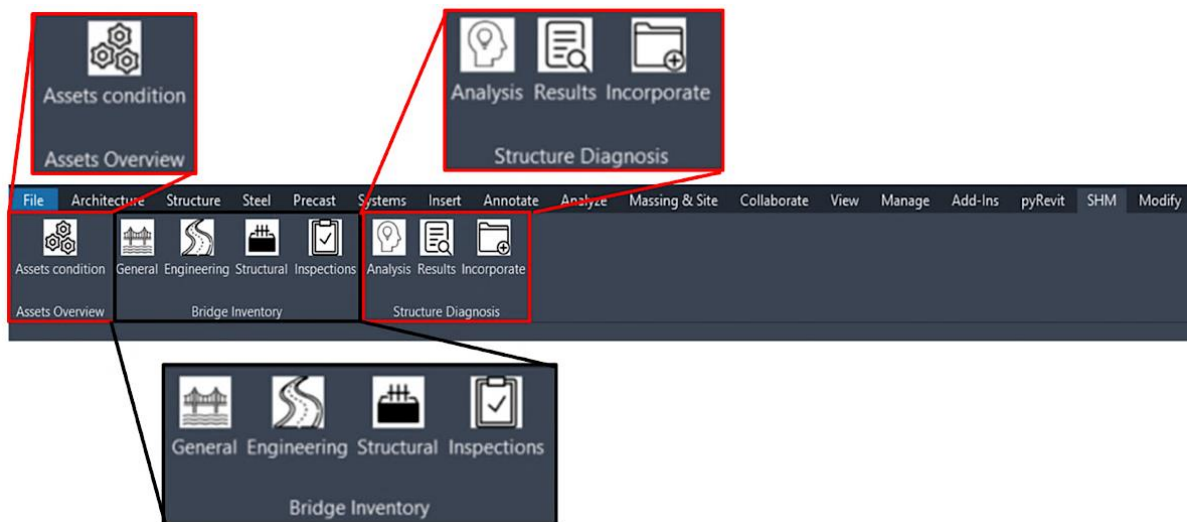 Assets condition
Assets Overview
Analysis Results Incorporate
Structure Diagnosis
File Architecture Structure Steel Precast Systems Insert Annotate Analyze Massing & Site Collaborate View Manage Add-Ins pyRevit SHM Modify
Assets condition General Engineering Structural Inspections Analysis Results Incorporate
Assets Overview Bridge Inventory Structure Diagnosis
General Engineering Structural Inspections
Bridge Inventory